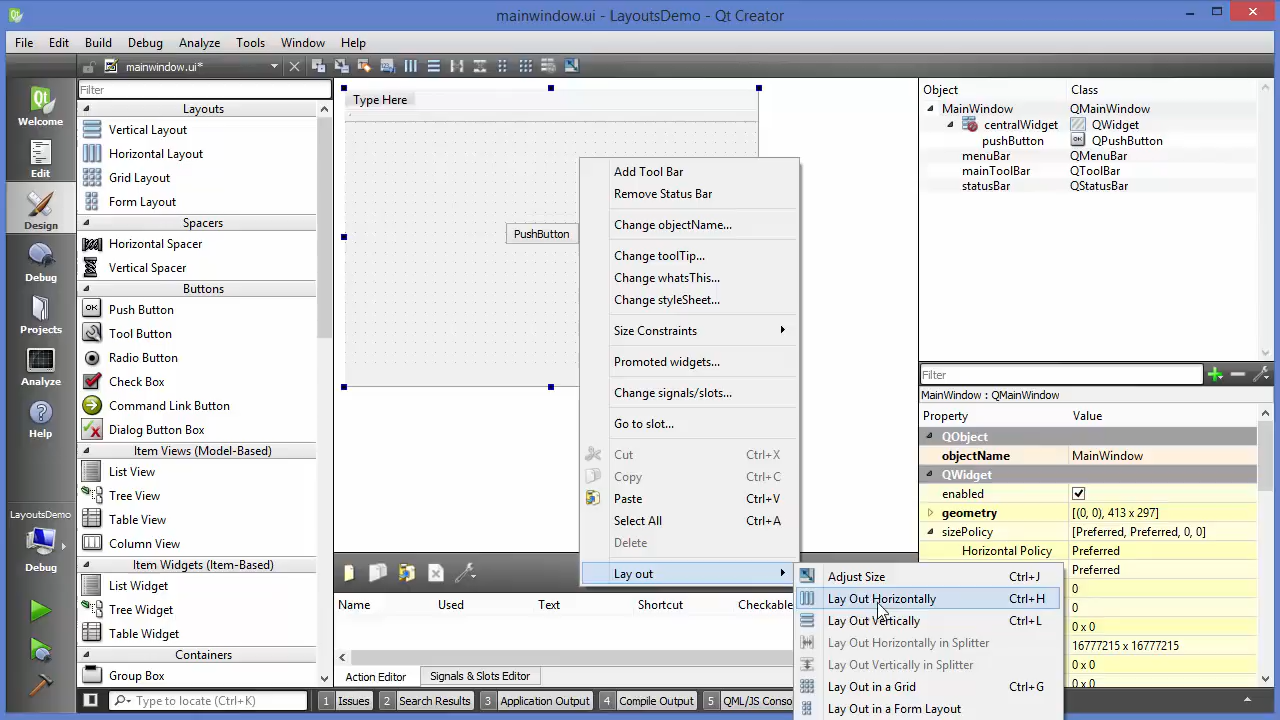 mainwindow.ui - LayoutsDemo - Qt Creator
File Edit Build Debug Analyze Tools Window Help
mainwindow.ui*
Welcome
Edit
Design
Debug
Projects
Analyze
Help
LayoutsDemo
Debug
Filter
Layouts
Vertical Layout
Horizontal Layout
Grid Layout
Form Layout
Spacers
Horizontal Spacer
Vertical Spacer
Buttons
Push Button
Tool Button
Radio Button
Check Box
Command Link Button
Dialog Button Box
Item Views (Model-Based)
List View
Tree View
Table View
Column View
Item Widgets (Item-Based)
List Widget
Tree Widget
Table Widget
Containers
Group Box
Type Here
PushButton
Add Tool Bar
Remove Status Bar
Change objectName...
Change toolTip...
Change whatsThis...
Change styleSheet...
Size Constraints
Promoted widgets...
Change signals/slots...
Go to slot...
Cut Ctrl+X
Copy Ctrl+C
Paste Ctrl+V
Select All Ctrl+A
Delete
Lay out
Adjust Size Ctrl+J
Lay Out Horizontally Ctrl+H
Lay Out Vertically Ctrl+L
Lay Out Horizontally in Splitter
Lay Out Vertically in Splitter
Lay Out in a Grid Ctrl+G
Lay Out in a Form Layout
Name Used Text Shortcut Checkable
Action Editor Signals & Slots Editor
Object Class
MainWindow QMainWindow
centralWidget QWidget
pushButton QPushButton
menuBar QMenuBar
mainToolBar QToolBar
statusBar QStatusBar
Filter
MainWindow : QMainWindow
Property Value
QObject
objectName MainWindow
QWidget
enabled
geometry [(0, 0), 413 x 297]
sizePolicy [Preferred, Preferred, 0, 0]
Horizontal Policy Preferred
Preferred
0
0
0 x 0
16777215 x 16777215
0 x 0
0 x 0
Type to locate (Ctrl+K)
1 Issues 2 Search Results 3 Application Output 4 Compile Output 5 QML/JS Conso